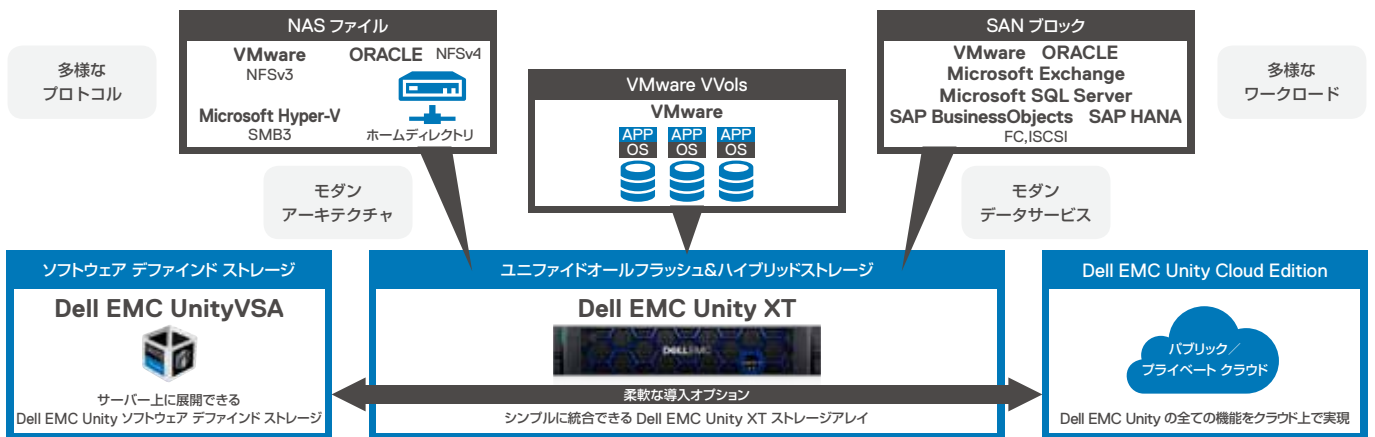 NAS ファイル
VMware ORACLE NFSv4
NFSv3
Microsoft Hyper-V
SMB3 ホームディレクトリ
多様な
プロトコル
VMware VVols
VMware
APP APP APP
OS OS OS
SAN ブロック
VMware ORACLE
Microsoft Exchange
Microsoft SQL Server
SAP BusinessObjects SAP HANA
FC,ISCSI
多様な
ワークロード
モダン
アーキテクチャ
モダン
データサービス
ソフトウェア デファインド ストレージ
Dell EMC UnityVSA
サーバー上に展開できる
Dell EMC Unity ソフトウェア デファインド ストレージ
ユニファイドオールフラッシュ&ハイブリッドストレージ
Dell EMC Unity XT
DELLEMC
柔軟な導入オプション
シンプルに統合できる Dell EMC Unity XT ストレージアレイ
Dell EMC Unity Cloud Edition
パブリック／
プライベート クラウド
Dell EMC Unity の全ての機能をクラウド上で実現